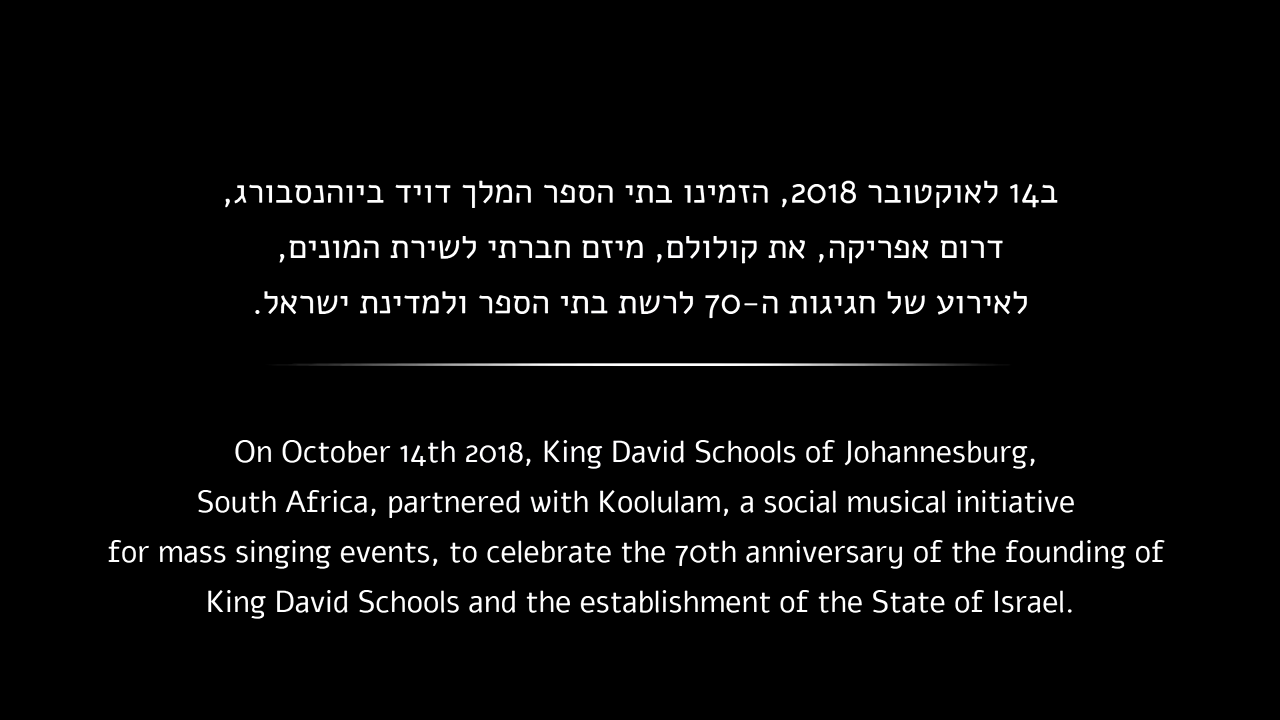 ב14 לאוקטובר 2018, הזמינו בתי הספר המלך דויד ביוהנסבורג,
דרום אפריקה, את קולולם, מיזם חברתי לשירת המונים,
לאירוע של חגיגות ה-70 לרשת בתי הספר ולמדינת ישראל.
On October 14th 2018, King David Schools of Johannesburg,
South Africa, partnered with Koolulam, a social musical initiative
for mass singing events, to celebrate the 70th anniversary of the founding of
King David Schools and the establishment of the State of Israel.